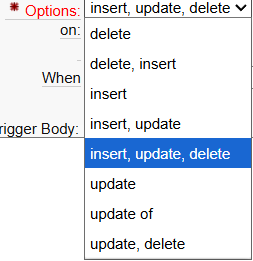 * Options: insert, update, delete
on: delete
delete, insert
When insert
insert, update
rigger Body: insert, update, delete
update
update of
update, delete